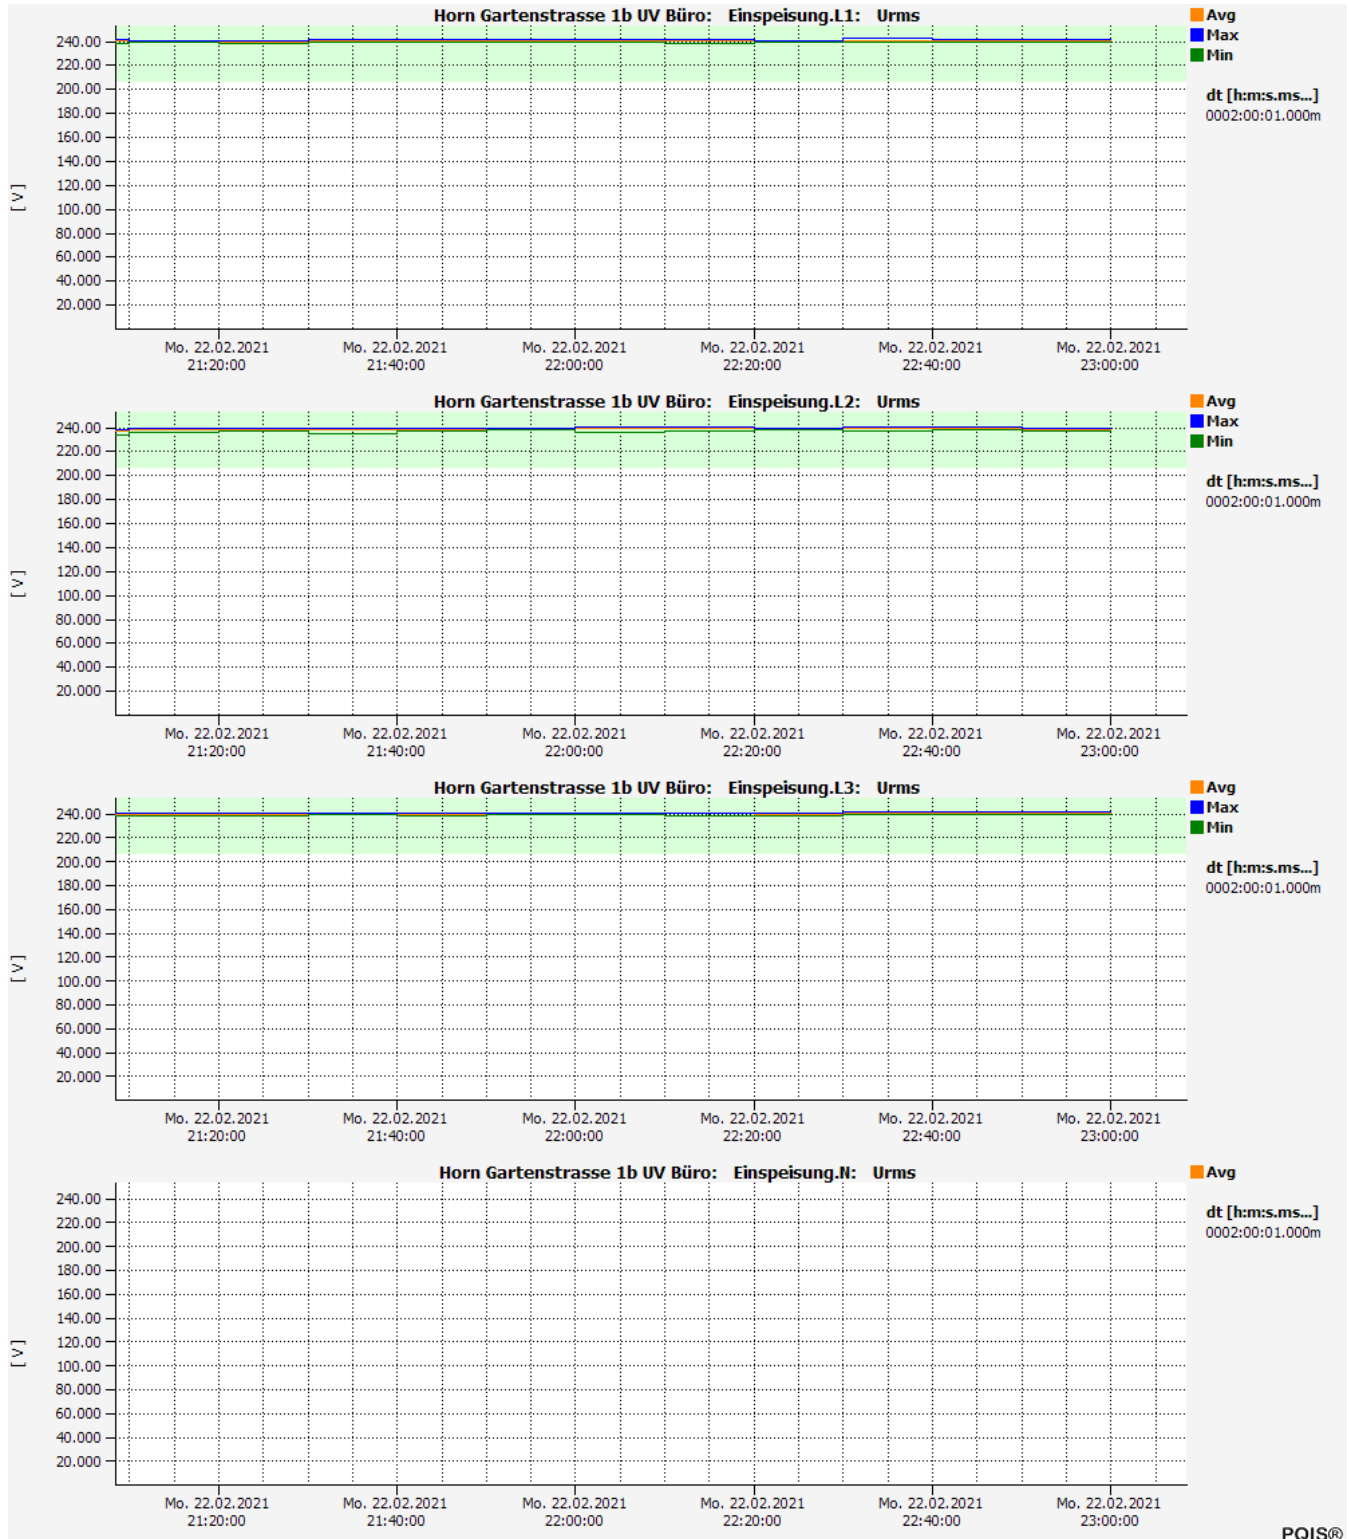 Horn Gartenstrasse 1b UV Büro: Einspeisung.L1: Urms
Avg
Max
Min
dt [h:m:s.ms...]
0002:00:01.000m
240.00
220.00
200.00
180.00
160.00
140.00
120.00
100.00
80.000
60.000
40.000
20.000
[ V ]
Mo. 22.02.2021 Mo. 22.02.2021 Mo. 22.02.2021 Mo. 22.02.2021 Mo. 22.02.2021 Mo. 22.02.2021
21:20:00 21:40:00 22:00:00 22:20:00 22:40:00 23:00:00
Horn Gartenstrasse 1b UV Büro: Einspeisung.L2: Urms
Avg
Max
Min
dt [h:m:s.ms...]
0002:00:01.000m
240.00
220.00
200.00
180.00
160.00
140.00
120.00
100.00
80.000
60.000
40.000
20.000
[ V ]
Mo. 22.02.2021 Mo. 22.02.2021 Mo. 22.02.2021 Mo. 22.02.2021 Mo. 22.02.2021 Mo. 22.02.2021
21:20:00 21:40:00 22:00:00 22:20:00 22:40:00 23:00:00
Horn Gartenstrasse 1b UV Büro: Einspeisung.L3: Urms
Avg
Max
Min
dt [h:m:s.ms...]
0002:00:01.000m
240.00
220.00
200.00
180.00
160.00
140.00
120.00
100.00
80.000
60.000
40.000
20.000
[ V ]
Mo. 22.02.2021 Mo. 22.02.2021 Mo. 22.02.2021 Mo. 22.02.2021 Mo. 22.02.2021 Mo. 22.02.2021
21:20:00 21:40:00 22:00:00 22:20:00 22:40:00 23:00:00
Horn Gartenstrasse 1b UV Büro: Einspeisung.N: Urms
Avg
dt [h:m:s.ms...]
0002:00:01.000m
240.00
220.00
200.00
180.00
160.00
140.00
120.00
100.00
80.000
60.000
40.000
20.000
[ V ]
Mo. 22.02.2021 Mo. 22.02.2021 Mo. 22.02.2021 Mo. 22.02.2021 Mo. 22.02.2021 Mo. 22.02.2021
21:20:00 21:40:00 22:00:00 22:20:00 22:40:00 23:00:00
PQIS®